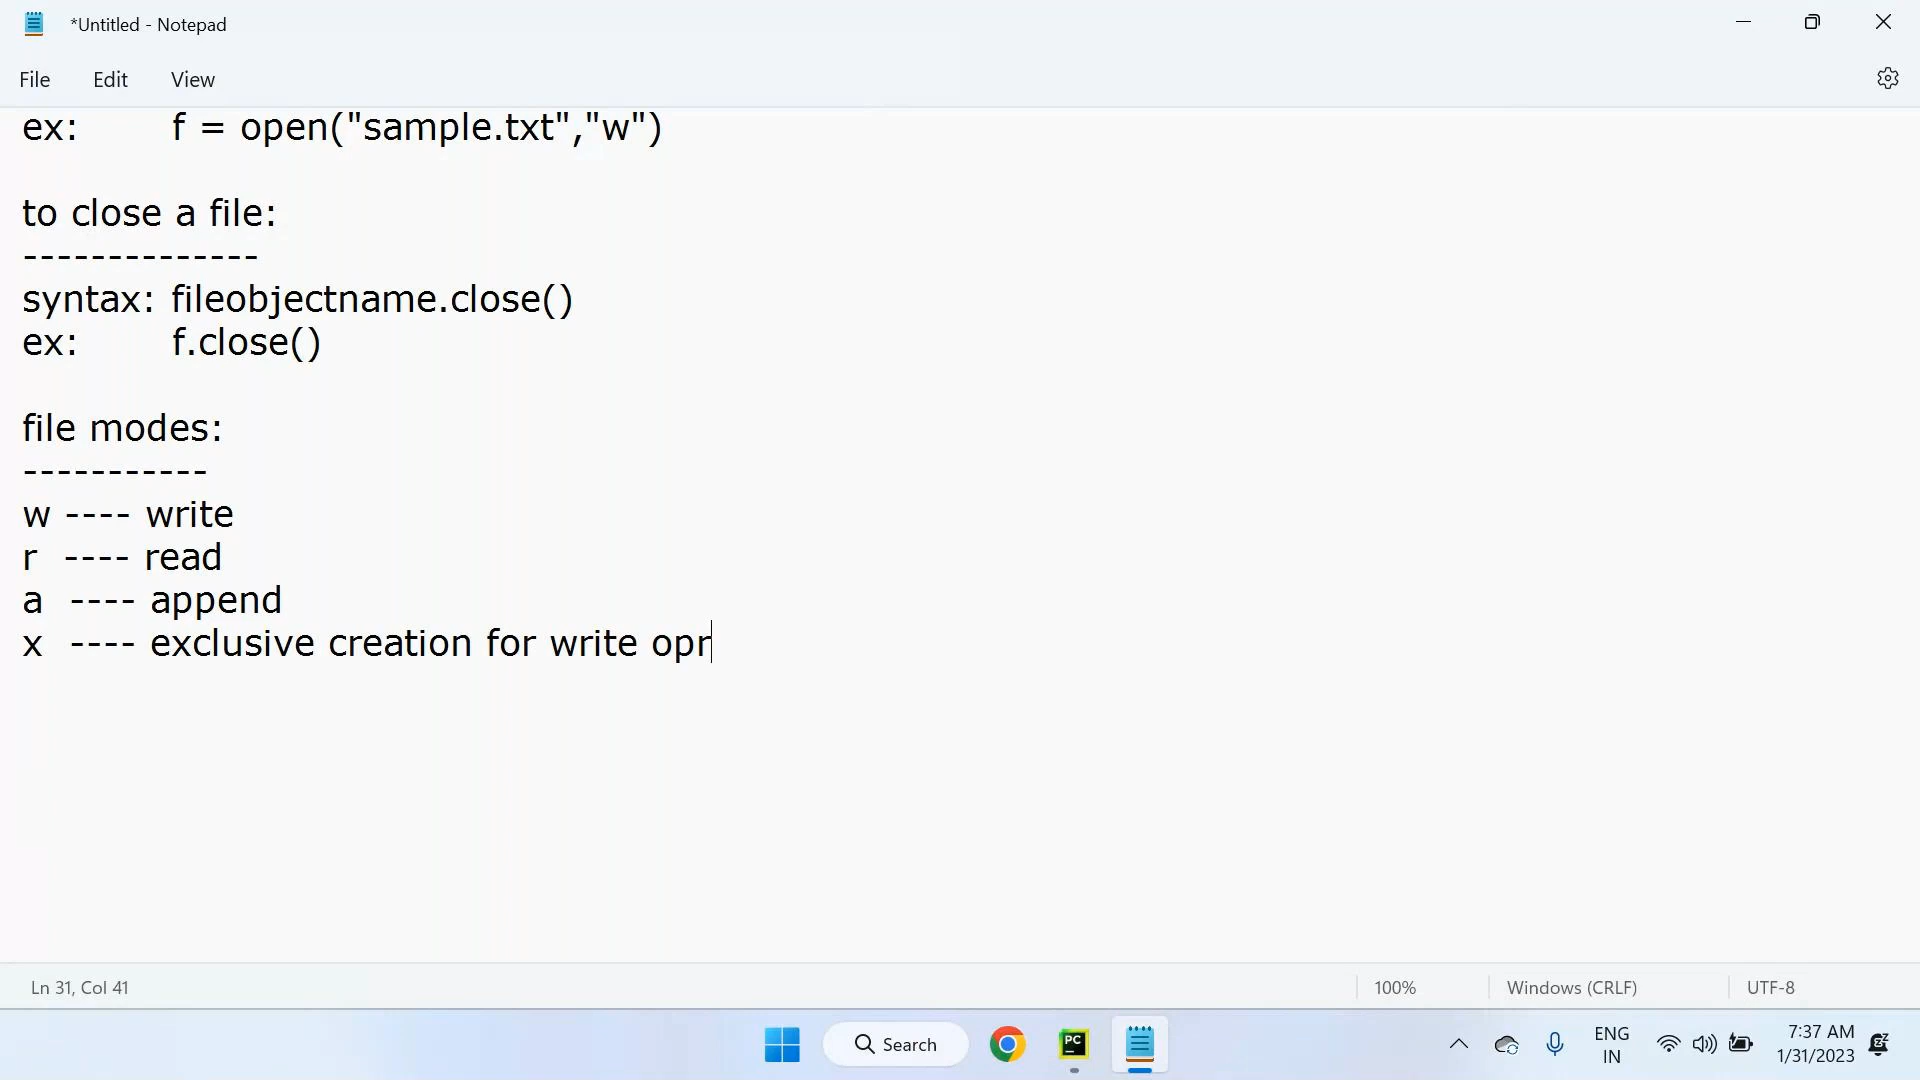 *Untitled - Notepad
File Edit View
ex: f = open("sample.txt","w")
to close a file:
--------------
syntax: fileobjectname.close()
ex: f.close()
file modes:
-----------
w ---- write
r ---- read
a ---- append
x ---- exclusive creation for write opr
Ln 31, Col 41 100% Windows (CRLF) UTF-8
PC
Search
ENG
IN
7:37 AM
1/31/2023